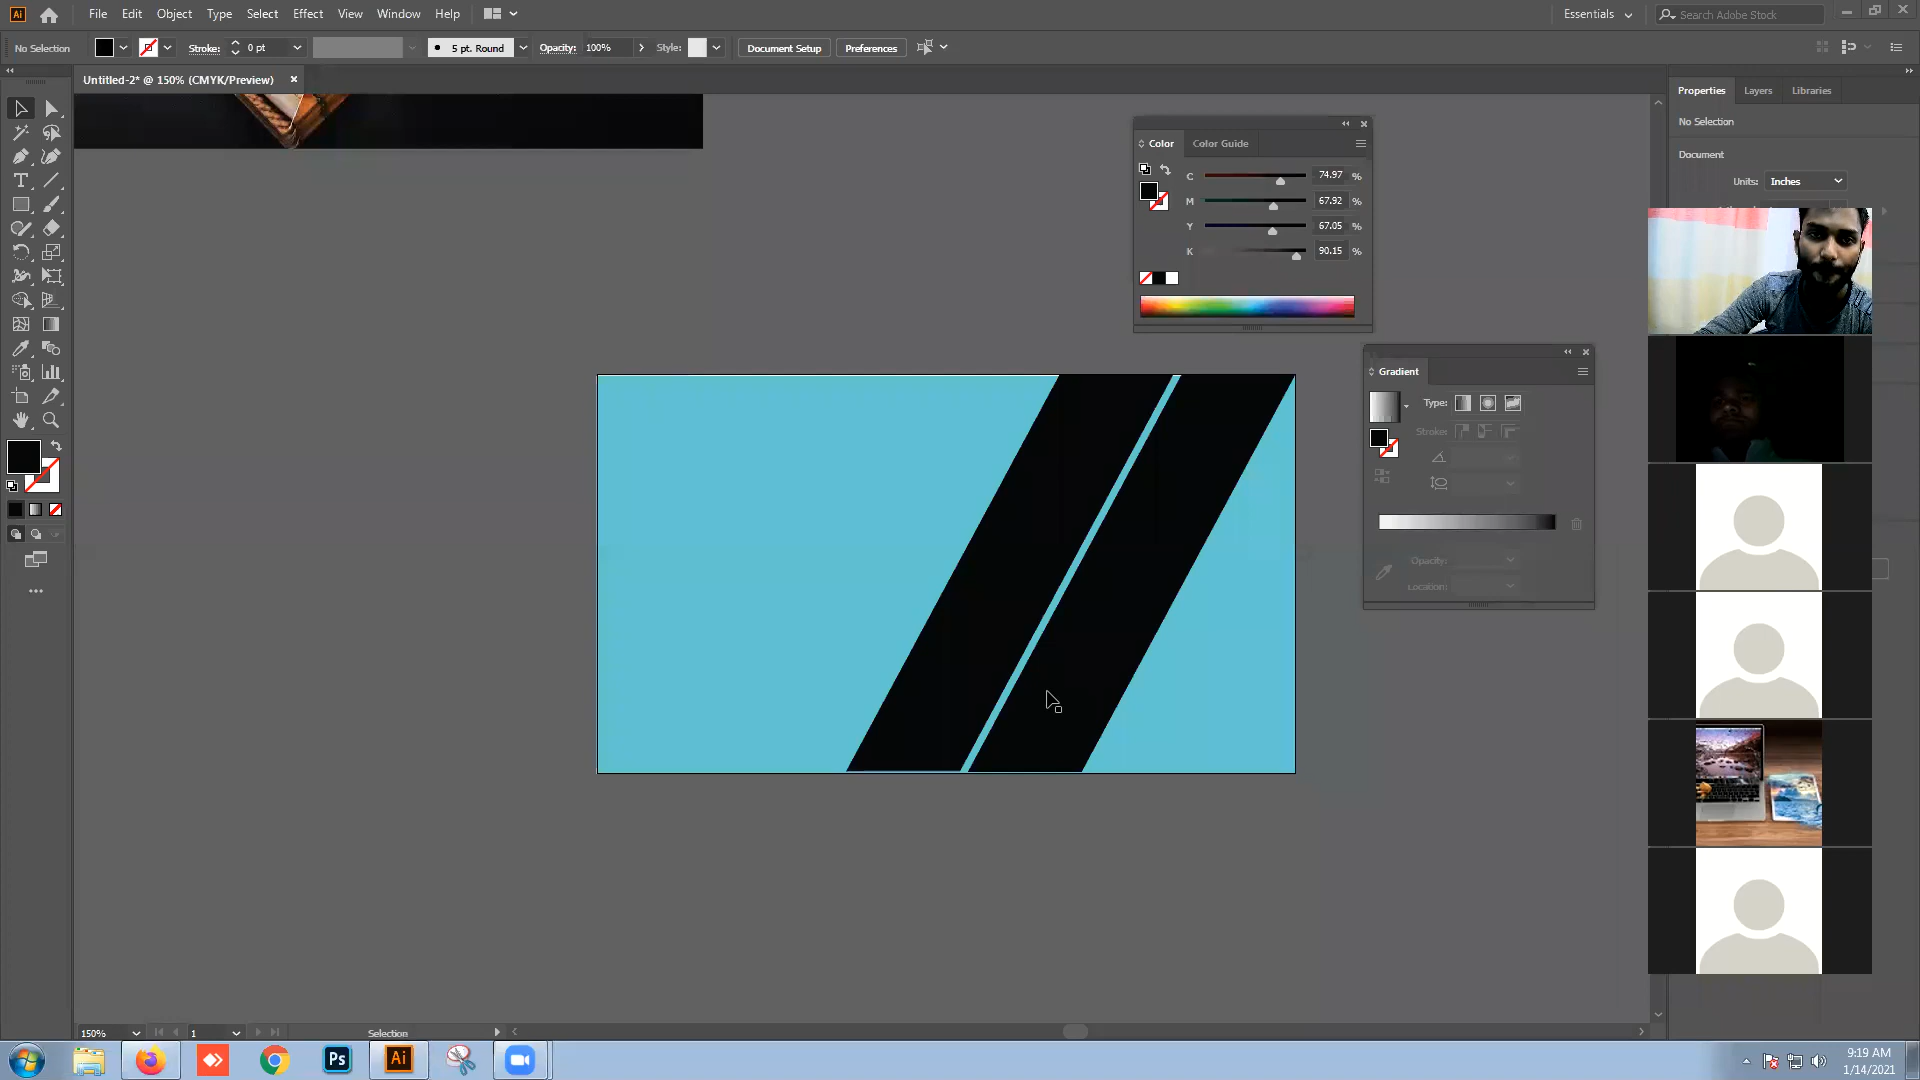 Ai File Edit Object Type Select Effect View Window Help Essentials Search Adobe Stock
No Selection Stroke: 0 pt 5 pt. Round Opacity: 100% Style: Document Setup Preferences
Untitled-2* @ 150% (CMYK/Preview)
Properties Layers Libraries
No Selection
Document
Units: Inches
Color Color Guide
C 74.97 %
M 67.92 %
Y 67.05 %
K 90.15 %
Gradient
Type:
Stroke:
Opacity:
Location:
150% 1 Selection
Ps Ai
9:19 AM
1/14/2021